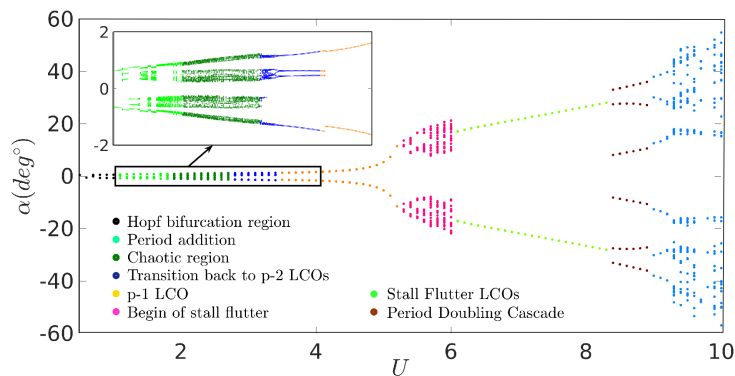 60
40
20
0
-20
-40
-60
2
0
-2
Hopf bifurcation region
Period addition
Chaotic region
Transition back to p-2 LCOs
p-1 LCO
Begin of stall flutter
Stall Flutter LCOs
Period Doubling Cascade
2
4
6
8
10
U
α(deg°)